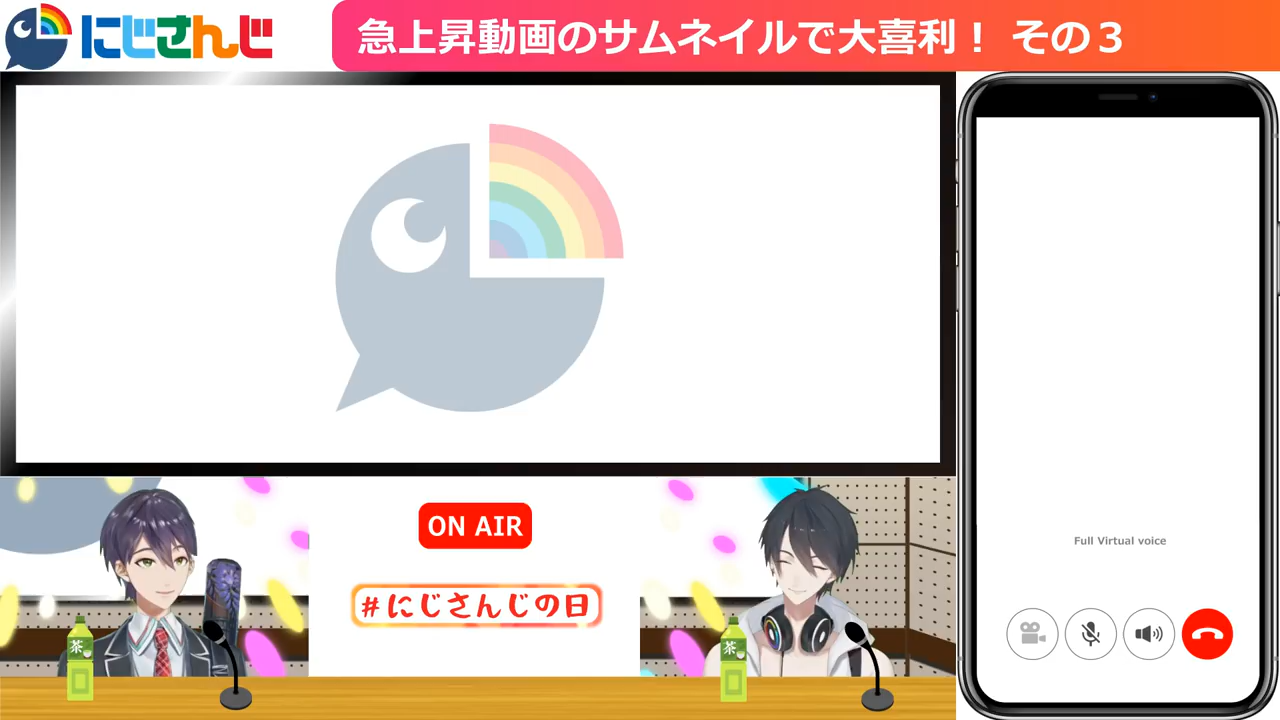 にじさんじ
急上昇動画のサムネイルで大喜利！ その３
ON AIR
#にじさんじの日
茶
茶
Full Virtual voice